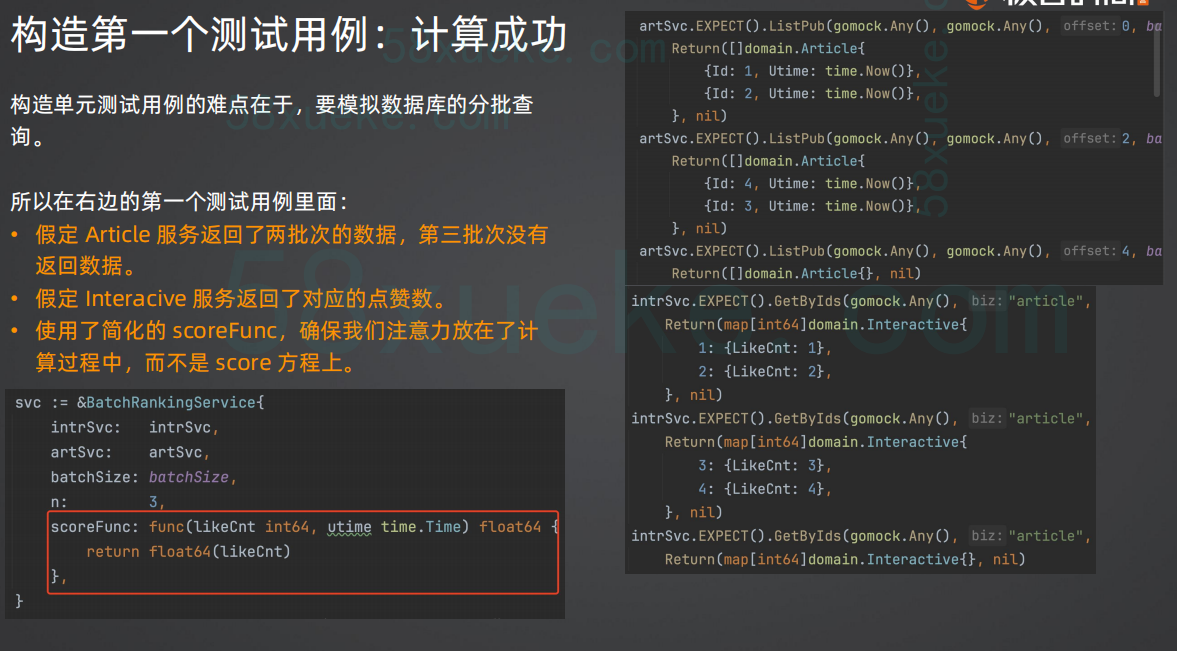 构造第一个测试用例：计算成功
构造单元测试用例的难点在于，要模拟数据库的分批查
询。
所以在右边的第一个测试用例里面：
• 假定 Article 服务返回了两批次的数据，第三批次没有
返回数据。
• 假定 Interacive 服务返回了对应的点赞数。
• 使用了简化的 scoreFunc，确保我们注意力放在了计
算过程中，而不是 score 方程上。
svc := &BatchRankingService{
intrSvc: intrSvc,
artSvc: artSvc,
batchSize: batchSize,
n: 3,
scoreFunc: func(likeCnt int64, utime time.Time) float64 {
return float64(likeCnt)
},
}
artSvc.EXPECT().ListPub(gomock.Any(), gomock.Any(), offset: 0, ba
Return([]domain.Article{
{Id: 1, Utime: time.Now()},
{Id: 2, Utime: time.Now()},
}, nil)
artSvc.EXPECT().ListPub(gomock.Any(), gomock.Any(), offset: 2, ba
Return([]domain.Article{
{Id: 4, Utime: time.Now()},
{Id: 3, Utime: time.Now()},
}, nil)
artSvc.EXPECT().ListPub(gomock.Any(), gomock.Any(), offset: 4, ba
Return([]domain.Article{}, nil)
intrSvc.EXPECT().GetByIds(gomock.Any(), biz: "article",
Return(map[int64]domain.Interactive{
1: {LikeCnt: 1},
2: {LikeCnt: 2},
}, nil)
intrSvc.EXPECT().GetByIds(gomock.Any(), biz: "article",
Return(map[int64]domain.Interactive{
3: {LikeCnt: 3},
4: {LikeCnt: 4},
}, nil)
intrSvc.EXPECT().GetByIds(gomock.Any(), biz: "article",
Return(map[int64]domain.Interactive{}, nil)
58xueke.com
58xueke.com
58xueke.com
58xueke